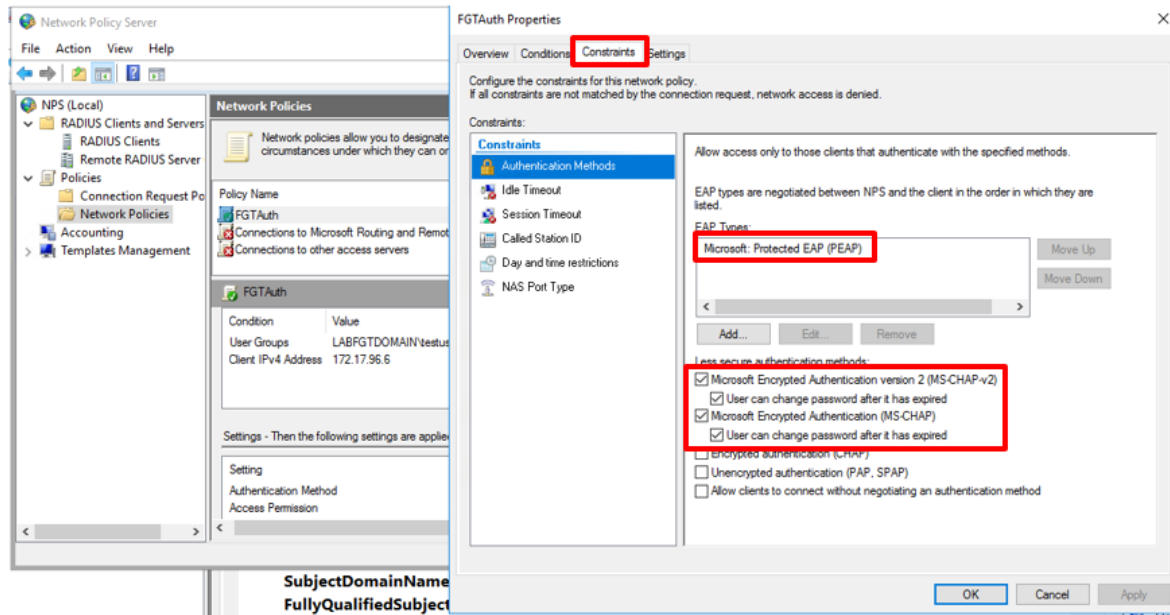 Network Policy Server
File Action View Help
NPS (Local)
RADIUS Clients and Servers
RADIUS Clients
Remote RADIUS Server
Policies
Connection Request Po
Network Policies
Accounting
Templates Management
Network Policies
Network policies allow you to designate
circumstances under which they can or
Policy Name
FGTAuth
Connections to Microsoft Routing and Remot
Connections to other access servers
FGTAuth
Condition Value
User Groups LABFGTDOMAIN\testus
Client IPv4 Address 172.17.96.6
Settings - Then the following settings are applie
Setting
Authentication Method
Access Permission
SubjectDomainName
FullyQualifiedSubject
FGTAuth Properties
Overview Conditions Constraints Settings
Configure the constraints for this network policy.
If all constraints are not matched by the connection request, network access is denied.
Constraints:
Constraints
Authentication Methods
Idle Timeout
Session Timeout
Called Station ID
Day and time restrictions
NAS Port Type
Allow access only to those clients that authenticate with the specified methods.
EAP types are negotiated between NPS and the client in the order in which they are
listed.
EAP Types:
Microsoft: Protected EAP (PEAP)
Move Up
Move Down
Add... Edit... Remove
Less secure authentication methods:
Microsoft Encrypted Authentication version 2 (MS-CHAP-v2)
User can change password after it has expired
Microsoft Encrypted Authentication (MS-CHAP)
User can change password after it has expired
Encrypted authentication (CHAP)
Unencrypted authentication (PAP, SPAP)
Allow clients to connect without negotiating an authentication method
OK Cancel Apply